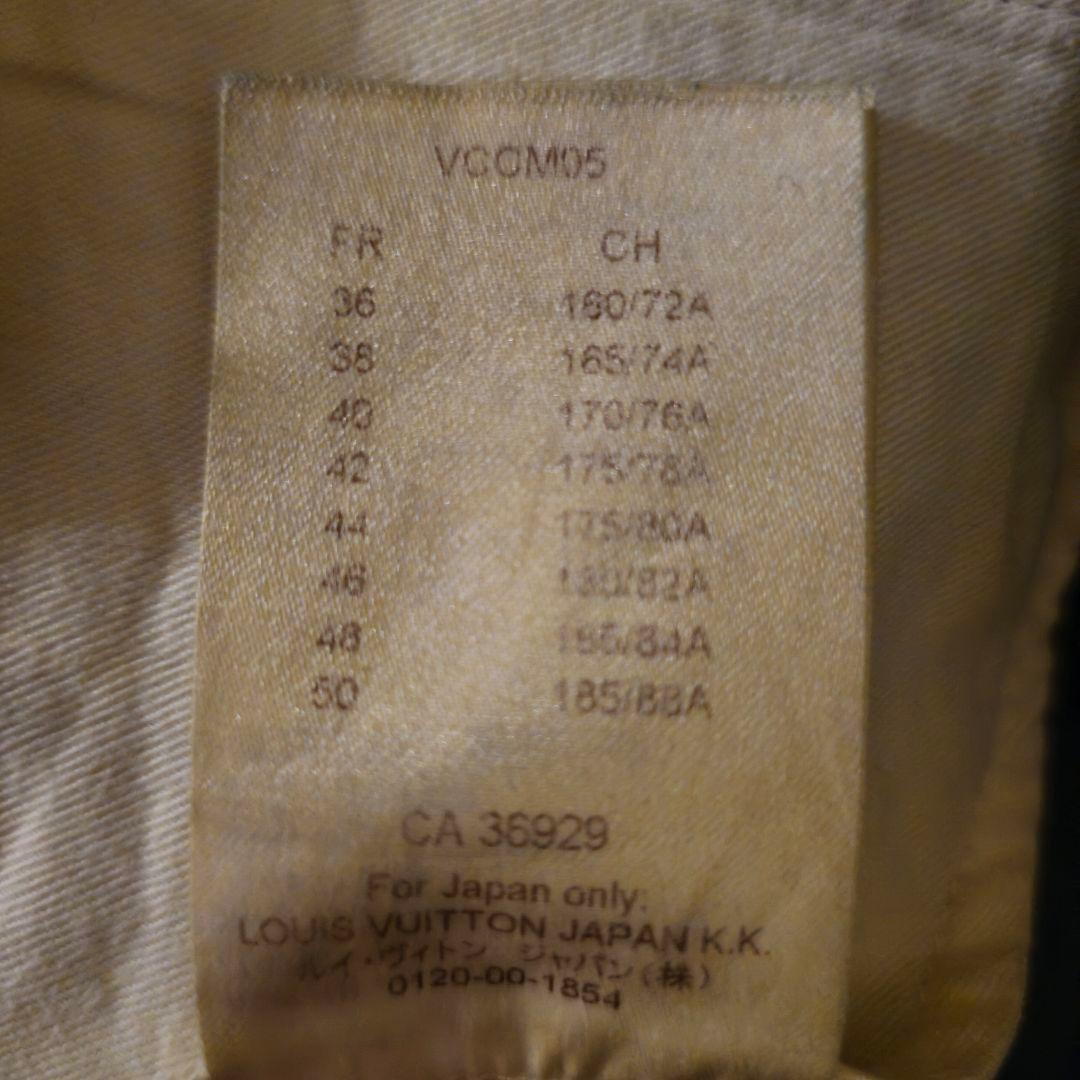 VCCM05
FR CH
36 160/72A
38 165/74A
40 170/76A
42 175/78A
44 175/80A
46 180/82A
48 185/84A
50 185/88A
CA 36929
For Japan only:
LOUIS VUITTON JAPAN K.K.
ルイ・ヴィトン ジャパン(株)
0120-00-1854